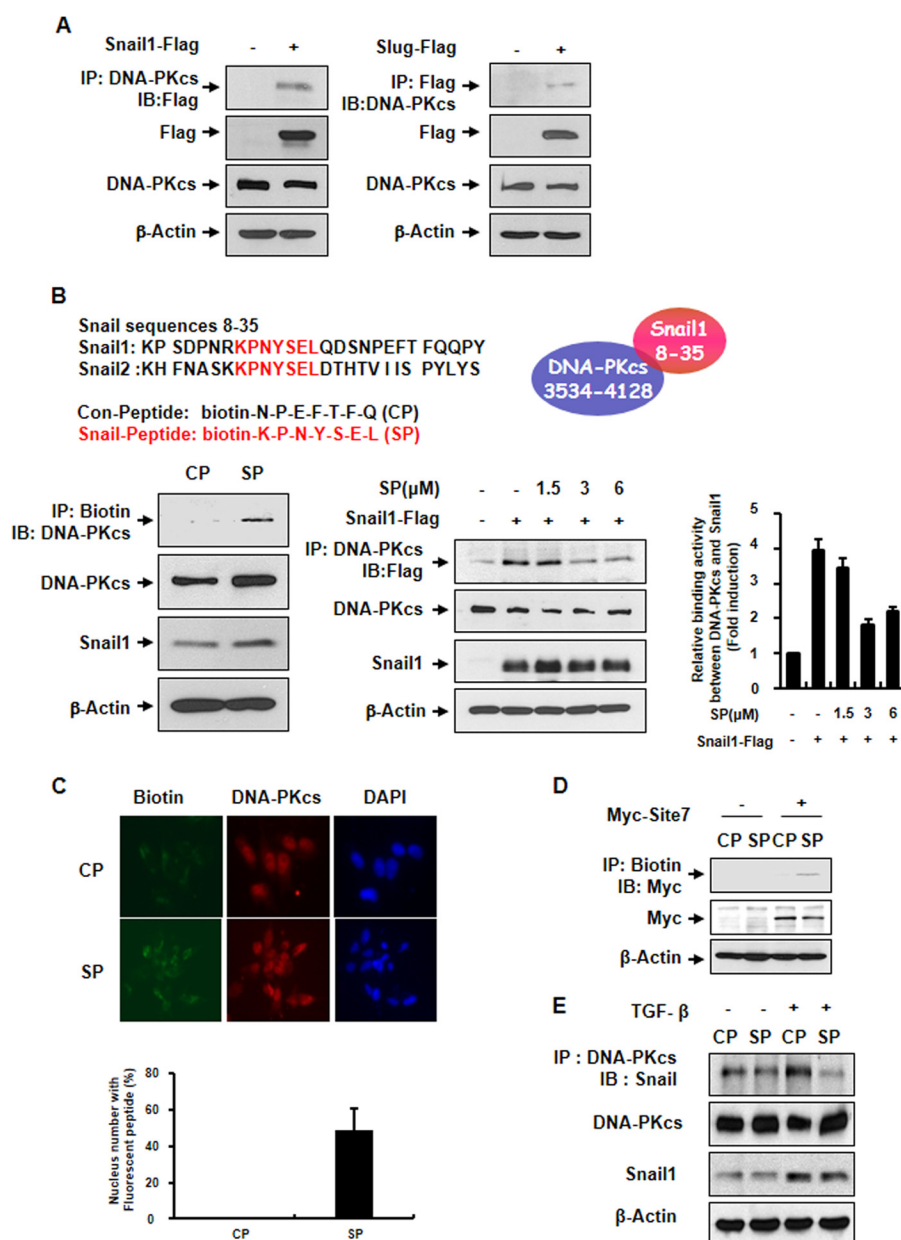 A
Snail1-Flag - +
IP: DNA-PKcs
IB:Flag
Flag
DNA-PKcs
β-Actin
Slug-Flag - +
IP: Flag
IB:DNA-PKcs
Flag
DNA-PKcs
β-Actin
B
Snail sequences 8-35
Snail1: KP SDPNRKPNYSELQDSNPEFT FQQPY
Snail2 :KH FNASKKPNYSELDTHTV I IS PYLYS
Con-Peptide: biotin-N-P-E-F-T-F-Q (CP)
Snail-Peptide: biotin-K-P-N-Y-S-E-L (SP)
Snail1
8-35
DNA-PKcs
3534-4128
CP SP
IP: Biotin
IB: DNA-PKcs
DNA-PKcs
Snail1
β-Actin
SP(μM) - - 1.5 3 6
Snail1-Flag - + + + +
IP: DNA-PKcs
IB:Flag
DNA-PKcs
Snail1
β-Actin
Relative binding activity
between DNA-PKcs and Snail1
(Fold induction)
5
4
3
2
1
0
SP(μM) - - 1.5 3 6
Snail1-Flag - + + + +
C
Biotin DNA-PKcs DAPI
CP
SP
Nucleus number with
Fluorescent peptide (%)
80
60
40
20
0
CP SP
D
Myc-Site7 - +
CP SP CP SP
IP: Biotin
IB: Myc
Myc
β-Actin
E
TGF- β - - + +
CP SP CP SP
IP : DNA-PKcs
IB : Snail
DNA-PKcs
Snail1
β-Actin